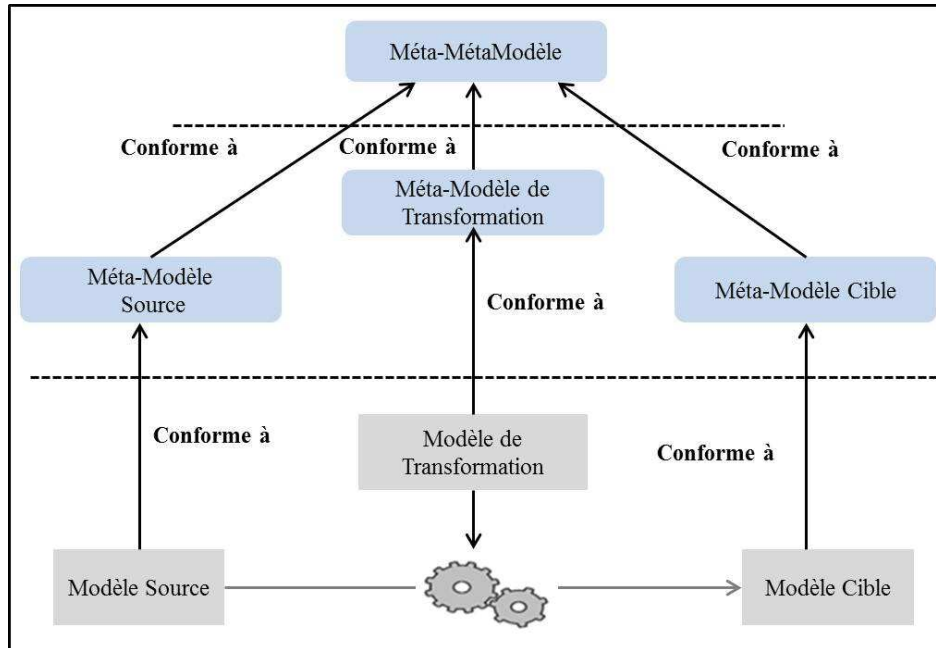 Méta-MétaModèle
Conforme à
Conforme à
Conforme à
Méta-Modèle de
Transformation
Méta-Modèle
Source
Méta-Modèle Cible
Conforme à
Conforme à
Modèle de
Transformation
Conforme à
Modèle Source
Modèle Cible